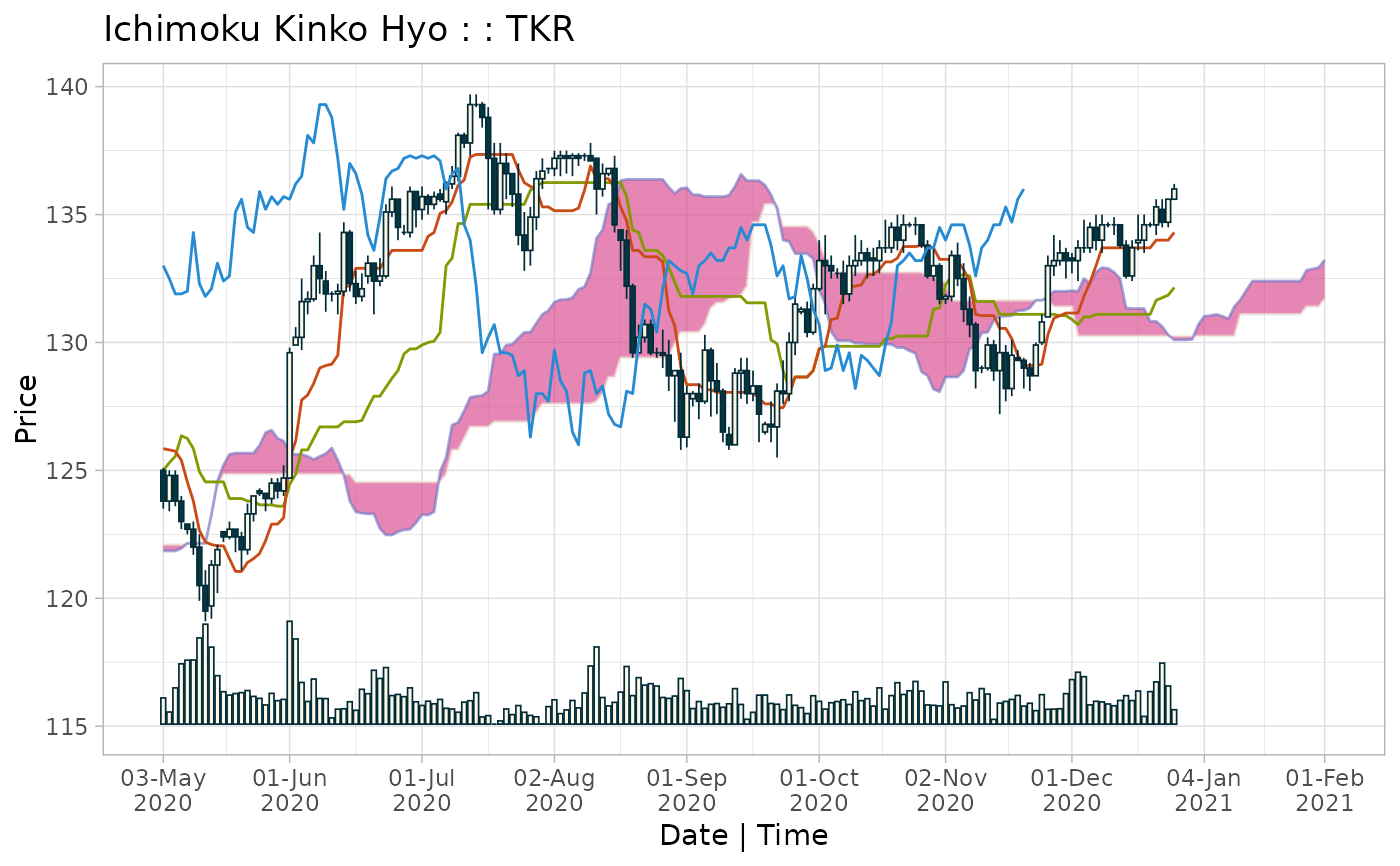 Ichimoku Kinko Hyo : : TKR
Price
140
135
130
125
120
115
03-May 01-Jun 01-Jul 02-Aug 01-Sep 01-Oct 02-Nov 01-Dec 04-Jan 01-Feb
2020 2020 2020 2020 2020 2020 2020 2020 2021 2021
Date | Time